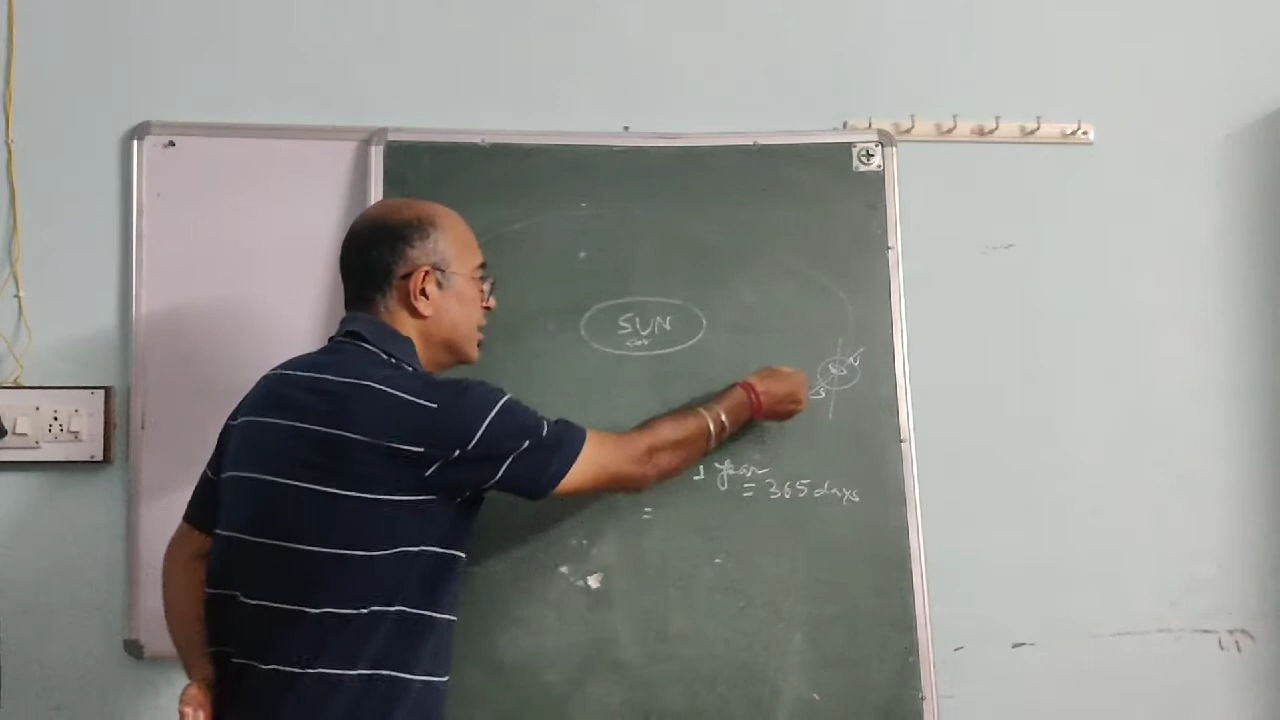 SUN
N
S
1 year
= 365 days
=